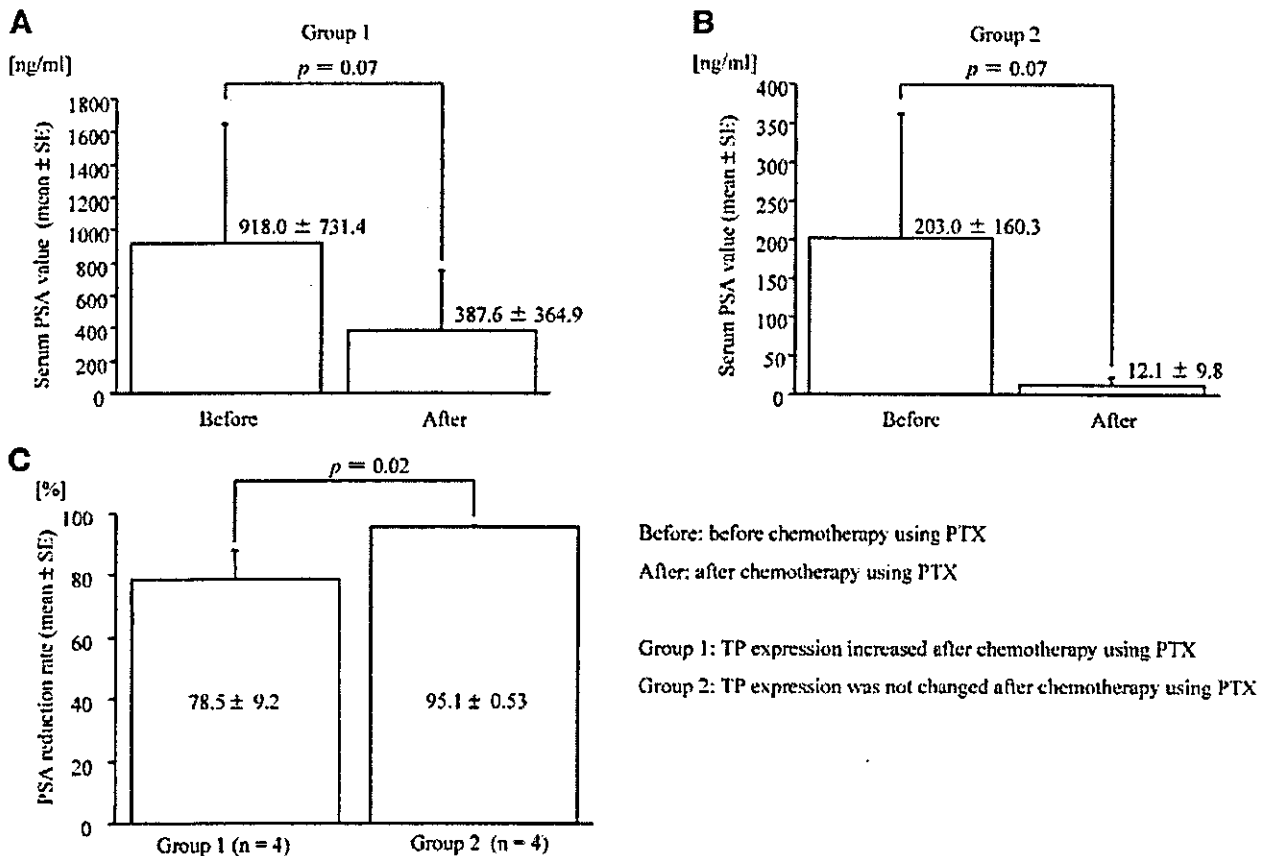 A
Group 1
[ng/ml]
p = 0.07
Serum PSA value (mean ± SE)
1800
1600
1400
1200
1000
800
600
400
200
0
918.0 ± 731.4
387.6 ± 364.9
Before
After
B
Group 2
[ng/ml]
p = 0.07
Serum PSA value (mean ± SE)
400
350
300
250
200
150
100
50
0
203.0 ± 160.3
12.1 ± 9.8
Before
After
C
[%]
p = 0.02
PSA reduction rate (mean ± SE)
100
80
60
40
20
0
78.5 ± 9.2
95.1 ± 0.53
Group 1 (n = 4)
Group 2 (n = 4)
Before: before chemotherapy using PTX
After: after chemotherapy using PTX
Group 1: TP expression increased after chemotherapy using PTX
Group 2: TP expression was not changed after chemotherapy using PTX